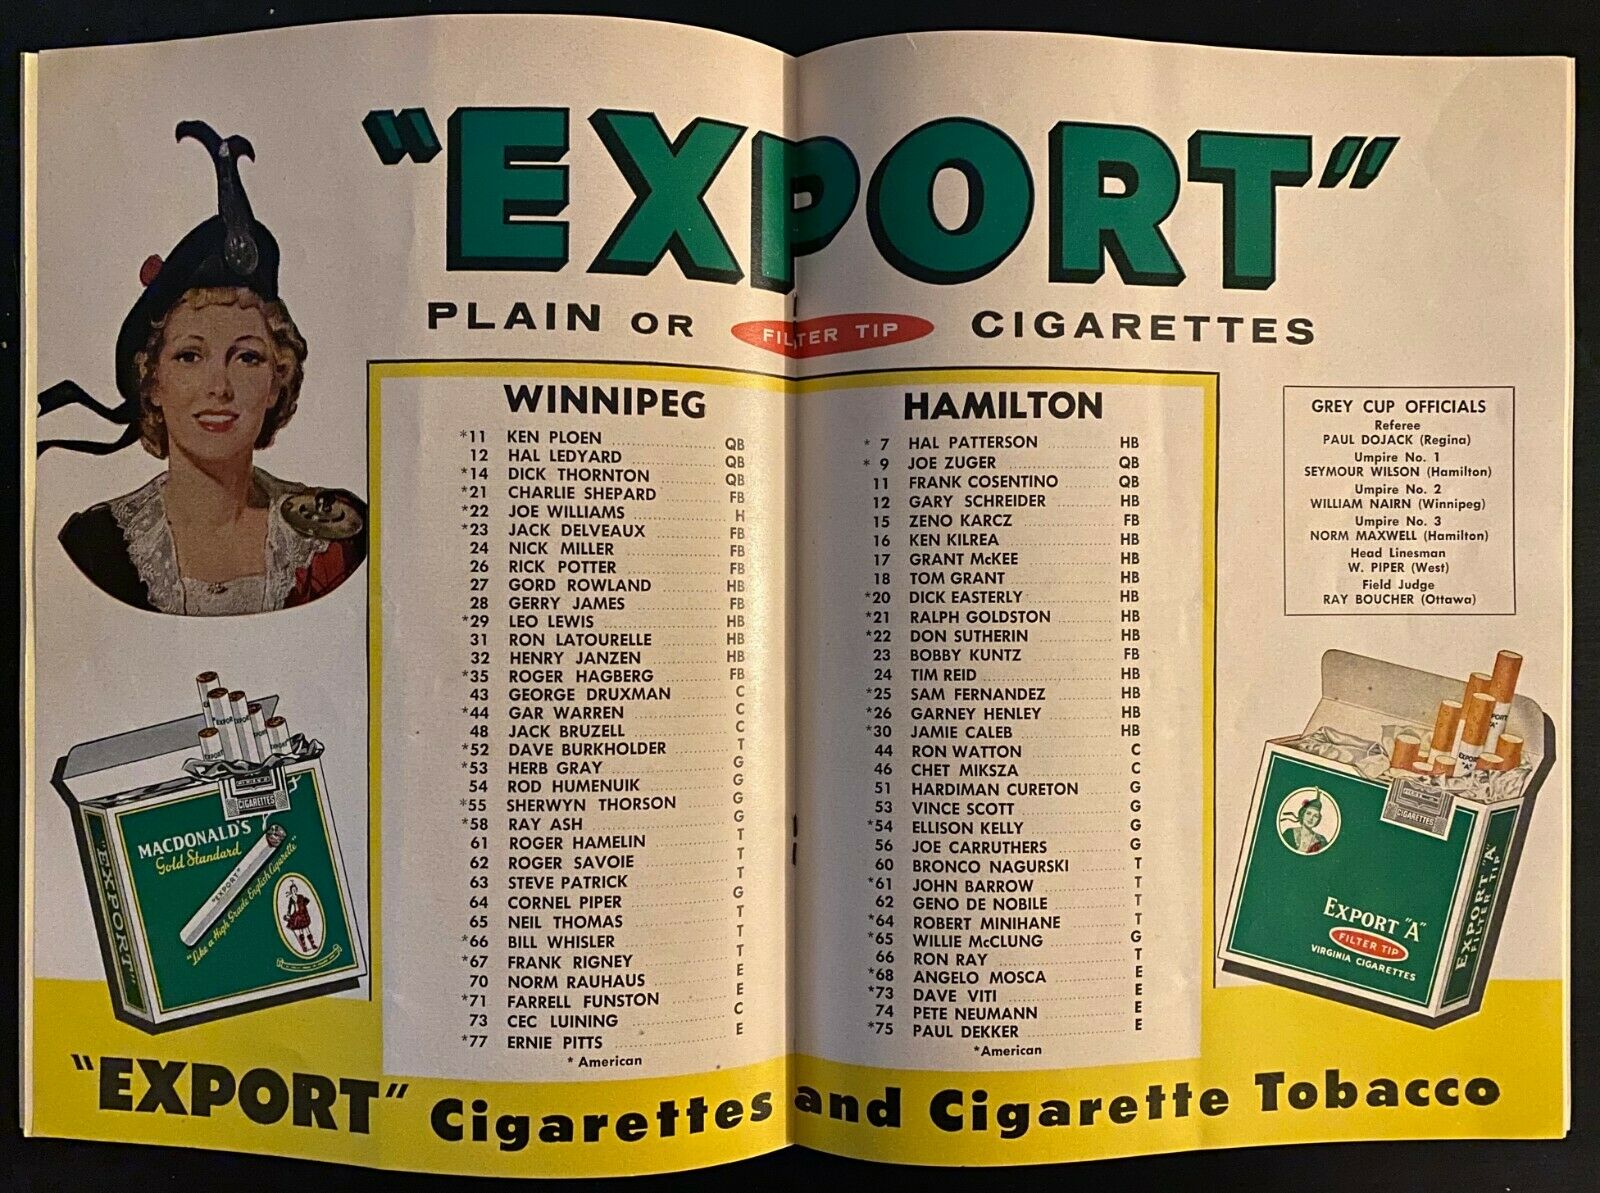 "EXPORT"
PLAIN OR FILTER TIP CIGARETTES
WINNIPEG
*11 KEN PLOEN QB
12 HAL LEDYARD QB
*14 DICK THORNTON QB
*21 CHARLIE SHEPARD FB
*22 JOE WILLIAMS H
*23 JACK DELVEAUX FB
24 NICK MILLER FB
26 RICK POTTER FB
27 GORD ROWLAND HB
28 GERRY JAMES FB
*29 LEO LEWIS HB
31 RON LATOURELLE HB
32 HENRY JANZEN HB
*35 ROGER HAGBERG FB
43 GEORGE DRUXMAN C
*44 GAR WARREN C
48 JACK BRUZELL C
*52 DAVE BURKHOLDER T
*53 HERB GRAY G
54 ROD HUMENUIK G
*55 SHERWYN THORSON G
*58 RAY ASH G
61 ROGER HAMELIN T
62 ROGER SAVOIE T
63 STEVE PATRICK T
64 CORNEL PIPER G
65 NEIL THOMAS T
*66 BILL WHISLER T
*67 FRANK RIGNEY T
70 NORM RAUHAUS E
*71 FARRELL FUNSTON E
73 CEC LUINING C
*77 ERNIE PITTS E
* American
HAMILTON
* 7 HAL PATTERSON HB
* 9 JOE ZUGER QB
11 FRANK COSENTINO QB
12 GARY SCHREIDER HB
15 ZENO KARCZ FB
16 KEN KILREA HB
17 GRANT McKEE HB
18 TOM GRANT HB
*20 DICK EASTERLY HB
*21 RALPH GOLDSTON HB
*22 DON SUTHERIN HB
23 BOBBY KUNTZ FB
24 TIM REID HB
*25 SAM FERNANDEZ HB
*26 GARNEY HENLEY HB
*30 JAMIE CALEB HB
44 RON WATTON C
46 CHET MIKSZA C
51 HARDIMAN CURETON G
53 VINCE SCOTT G
*54 ELLISON KELLY G
56 JOE CARRUTHERS G
60 BRONCO NAGURSKI T
*61 JOHN BARROW T
62 GENO DE NOBILE T
*64 ROBERT MINIHANE T
*65 WILLIE McCLUNG G
66 RON RAY T
*68 ANGELO MOSCA E
*73 DAVE VITI E
74 PETE NEUMANN E
*75 PAUL DEKKER E
*American
GREY CUP OFFICIALS
Referee
PAUL DOJACK (Regina)
Umpire No. 1
SEYMOUR WILSON (Hamilton)
Umpire No. 2
WILLIAM NAIRN (Winnipeg)
Umpire No. 3
NORM MAXWELL (Hamilton)
Head Linesman
W. PIPER (West)
Field Judge
RAY BOUCHER (Ottawa)
CIGARETTES
MACDONALD'S
Gold Standard
"EXPORT"
"Like a High Grade English Cigarette"
"EXPORT"
CIGARETTES
EXPORT "A"
FILTER TIP
VIRGINIA CIGARETTES
EXPORT "A"
FILTER TIP
"EXPORT" Cigarettes and Cigarette Tobacco